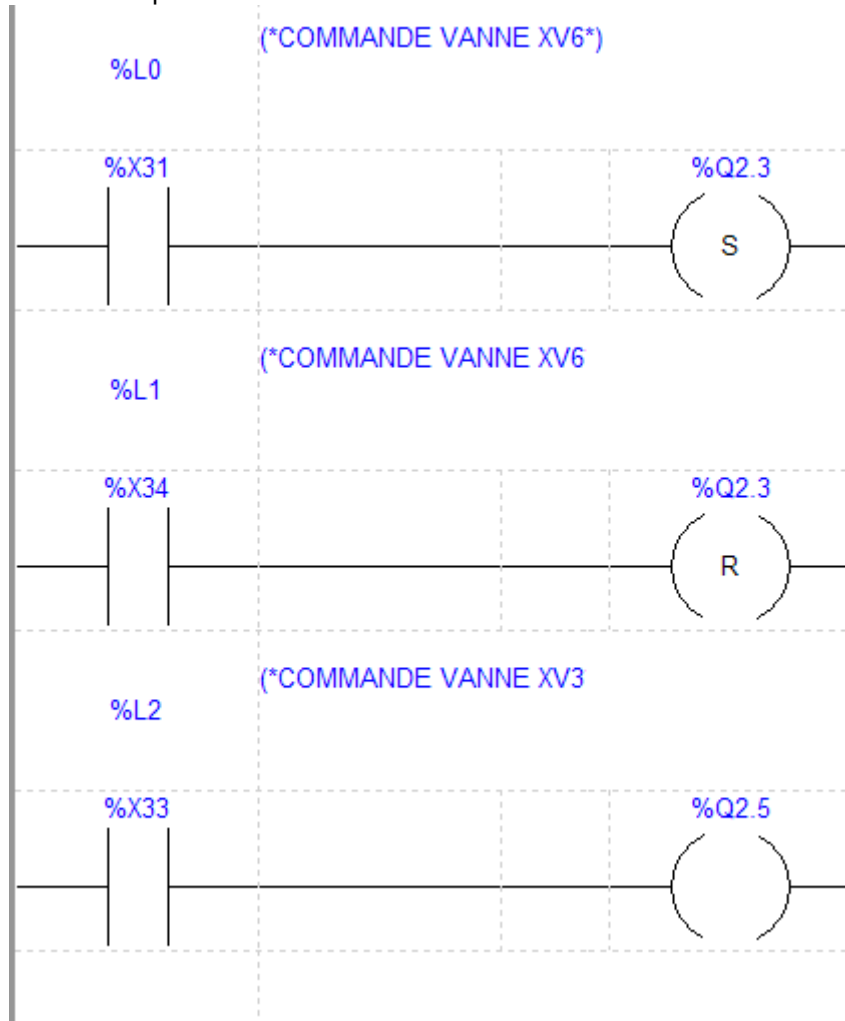 (*COMMANDE VANNE XV6*)
%L0
%X31 %Q2.3
S
(*COMMANDE VANNE XV6
%L1
%X34 %Q2.3
R
(*COMMANDE VANNE XV3
%L2
%X33 %Q2.5